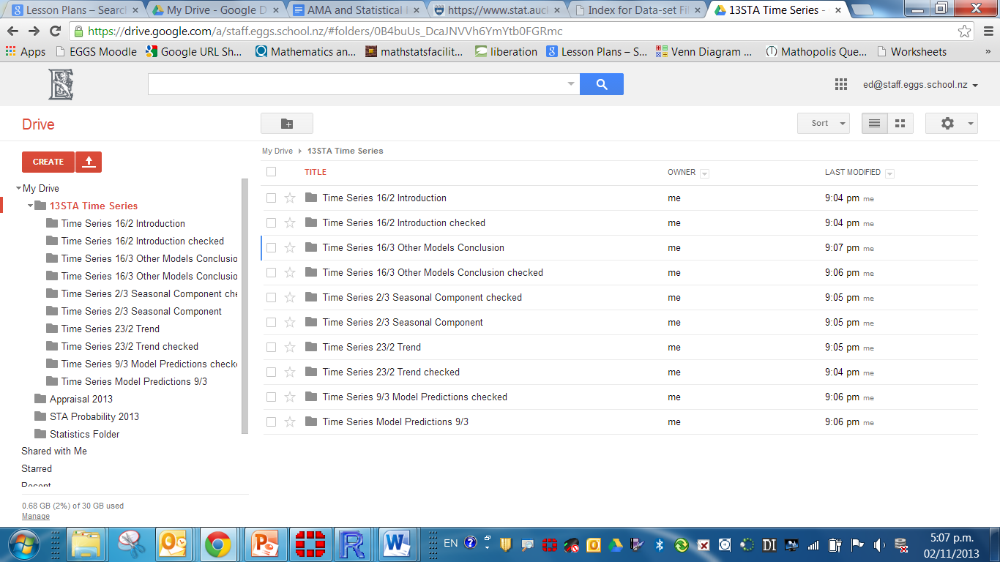 Lesson Plans – Searc
My Drive - Google D
AMA and Statistical
https://www.stat.auck
Index for Data-set Fil
13STA Time Series -
https://drive.google.com/a/staff.eggs.school.nz/#folders/0B4buUs_DcaJNVVh6YmYtb0FGRmc
Apps
EGGS Moodle
Google URL Sh...
Mathematics an...
mathstatsfacilit...
liberation
Lesson Plans – S...
Venn Diagram ...
Mathopolis Que...
Worksheets
»
ed@staff.eggs.school.nz
Drive
Sort
CREATE
My Drive
13STA Time Series
Time Series 16/2 Introduction
Time Series 16/2 Introduction checked
Time Series 16/3 Other Models Conclusio
Time Series 16/3 Other Models Conclusio
Time Series 2/3 Seasonal Component che
Time Series 2/3 Seasonal Component
Time Series 23/2 Trend
Time Series 23/2 Trend checked
Time Series 9/3 Model Predictions checke
Time Series Model Predictions 9/3
Appraisal 2013
STA Probability 2013
Statistics Folder
Shared with Me
Starred
Recent
0.68 GB (2%) of 30 GB used
Manage
My Drive 13STA Time Series
TITLE OWNER LAST MODIFIED
Time Series 16/2 Introduction me 9:04 pm me
Time Series 16/2 Introduction checked me 9:04 pm me
Time Series 16/3 Other Models Conclusion me 9:07 pm me
Time Series 16/3 Other Models Conclusion checked me 9:06 pm me
Time Series 2/3 Seasonal Component checked me 9:05 pm me
Time Series 2/3 Seasonal Component me 9:05 pm me
Time Series 23/2 Trend me 9:05 pm me
Time Series 23/2 Trend checked me 9:04 pm me
Time Series 9/3 Model Predictions checked me 9:06 pm me
Time Series Model Predictions 9/3 me 9:06 pm me
EN
DI
5:07 p.m.
02/11/2013